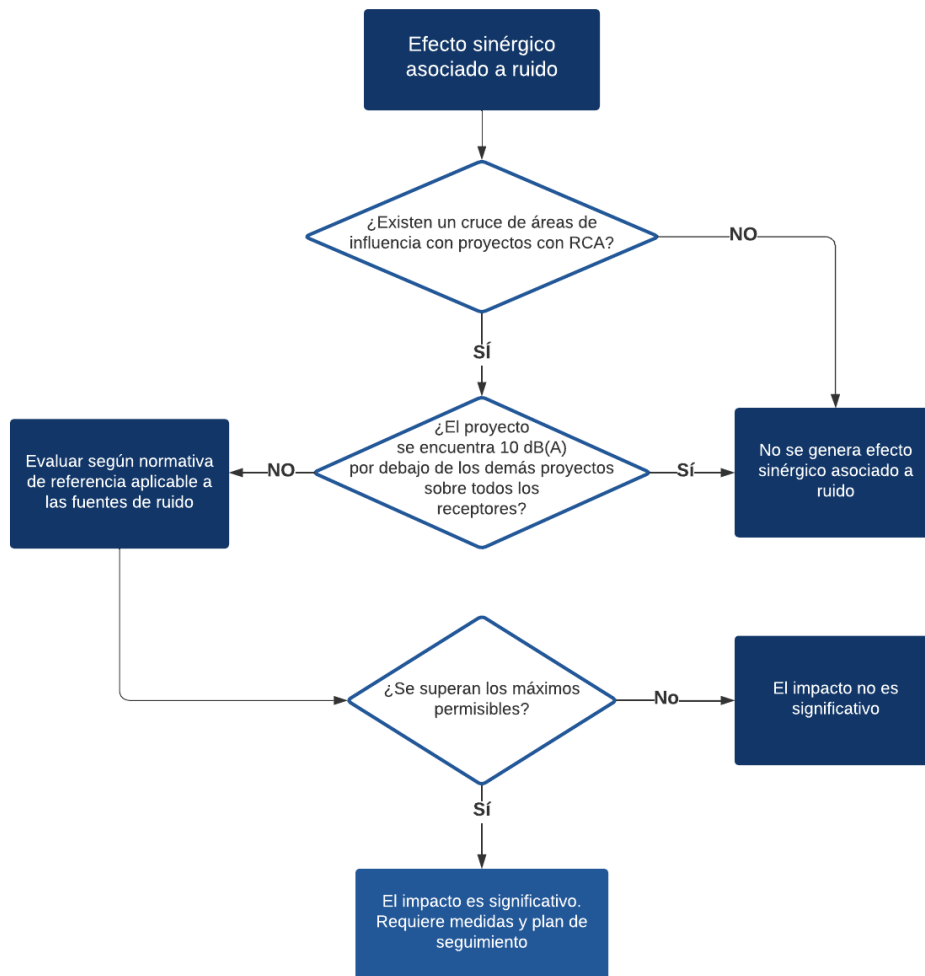 Efecto sinérgico
asociado a ruido
¿Existen un cruce de áreas de
influencia con proyectos con RCA?
NO
SÍ
¿El proyecto
se encuentra 10 dB(A)
por debajo de los demás proyectos
sobre todos los
receptores?
NO
Sí
Evaluar según normativa
de referencia aplicable a
las fuentes de ruido
No se genera efecto
sinérgico asociado a
ruido
¿Se superan los máximos
permisibles?
No
El impacto no es
significativo
Sí
El impacto es significativo.
Requiere medidas y plan de
seguimiento